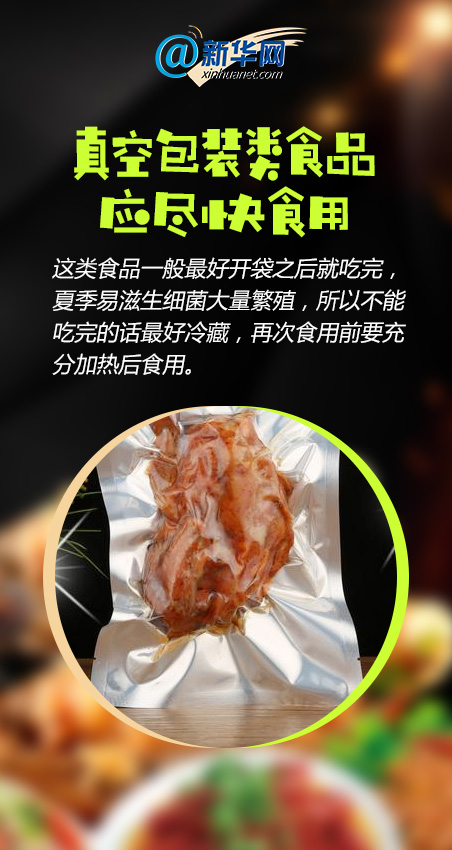 @新华网
xinhuanet.com
真空包装类食品
应尽快食用
这类食品一般最好开袋之后就吃完，
夏季易滋生细菌大量繁殖，所以不能
吃完的话最好冷藏，再次食用前要充
分加热后食用。